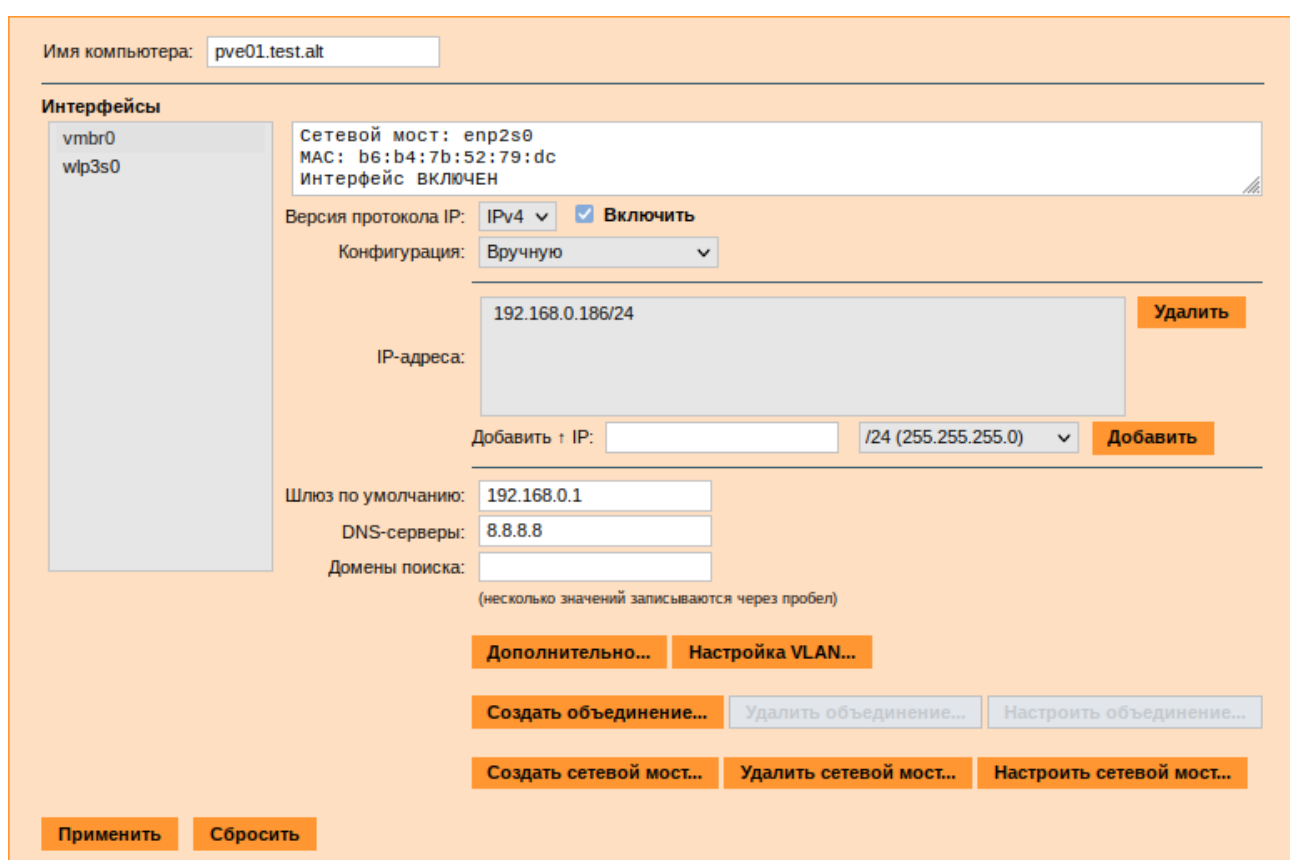 Имя компьютера: pve01.test.alt
Интерфейсы
vmbr0
wlp3s0
Сетевой мост: enp2s0
MAC: b6:b4:7b:52:79:dc
Интерфейс ВКЛЮЧЕН
Версия протокола IP: IPv4 Включить
Конфигурация: Вручную
192.168.0.186/24 Удалить
IP-адреса:
Добавить ↑ IP: /24 (255.255.255.0) Добавить
Шлюз по умолчанию: 192.168.0.1
DNS-серверы: 8.8.8.8
Домены поиска:
(несколько значений записываются через пробел)
Дополнительно... Настройка VLAN...
Создать объединение... Удалить объединение... Настроить объединение...
Создать сетевой мост... Удалить сетевой мост... Настроить сетевой мост...
Применить Сбросить